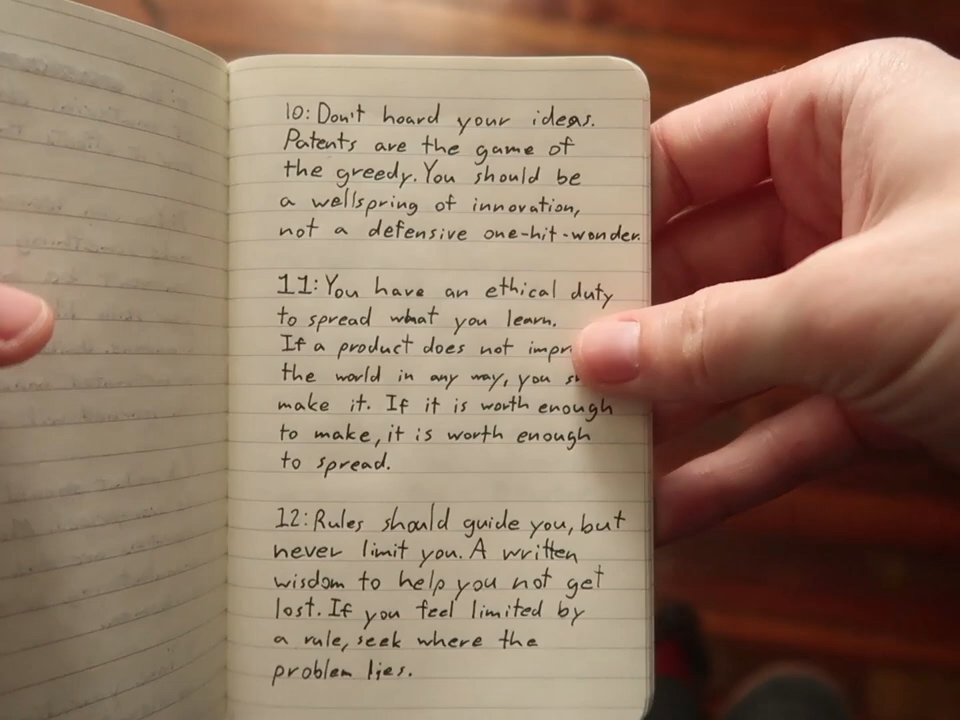 10: Don't hoard your ideas.
Patents are the game of
the greedy. You should be
a wellspring of innovation,
not a defensive one-hit-wonder.
11: You have an ethical duty
to spread what you learn.
If a product does not
the world in any way, you
make it. If it is worth enough
to make, it is worth enough
to spread.
12: Rules should guide you, but
never limit you. A written
wisdom to help you not get
lost. If you feel limited by
a rule, seek where the
problem lies.